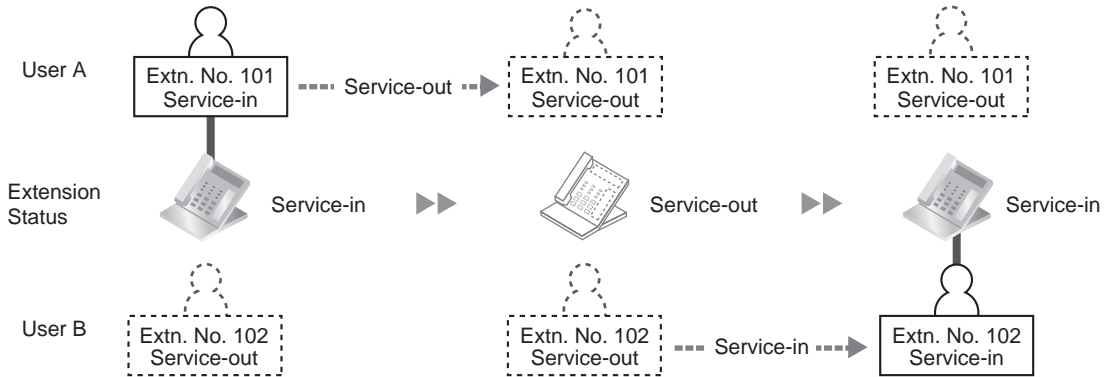 User A
Extn. No. 101
Service-in
Service-out
Extn. No. 101
Service-out
Extn. No. 101
Service-out
Extension
Status
Service-in
Service-out
Service-in
User B
Extn. No. 102
Service-out
Extn. No. 102
Service-out
Service-in
Extn. No. 102
Service-in